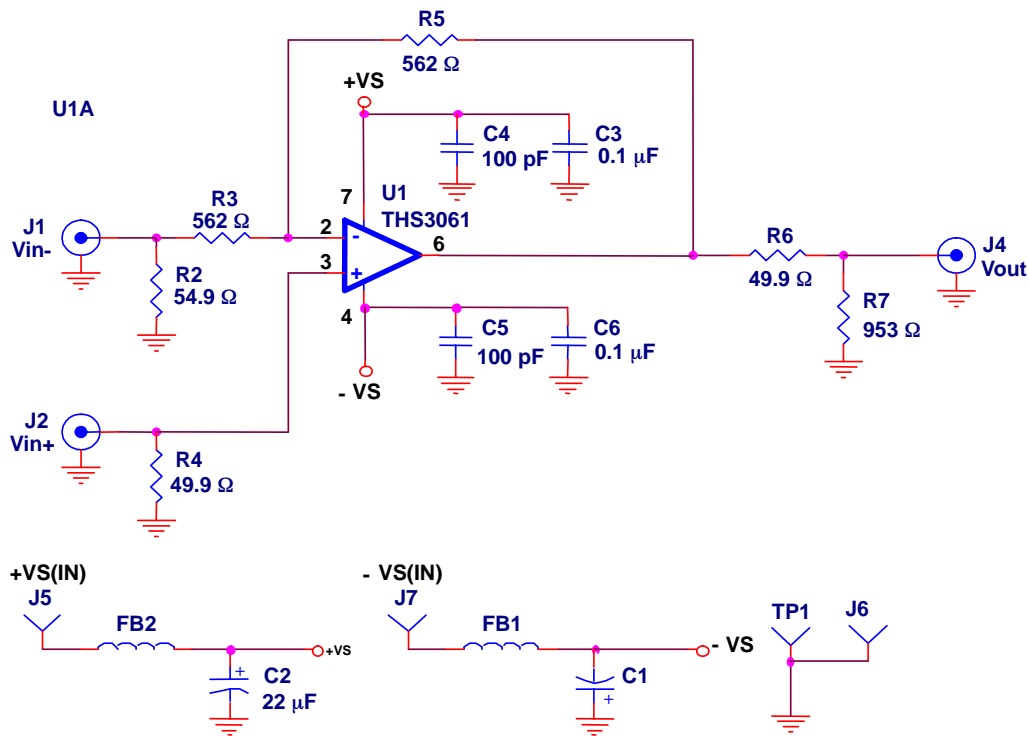 R5
562 Ω
+VS
U1A
C4
100 pF
C3
0.1 µF
7
U1
THS3061
R3
562 Ω
J1
Vin-
2
-
3
+
6
R2
54.9 Ω
R6
49.9 Ω
J4
Vout
R7
953 Ω
4
C5
100 pF
C6
0.1 µF
- VS
J2
Vin+
R4
49.9 Ω
+VS(IN)
J5
FB2
+VS
+
C2
22 µF
- VS(IN)
J7
FB1
- VS
C1
+
TP1
J6